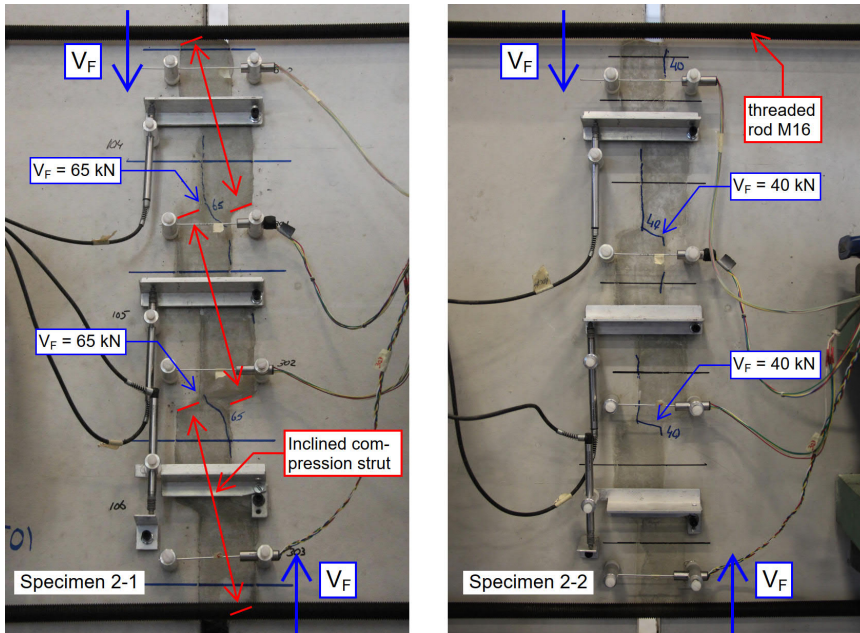 V_F
104
V_F = 65 kN
65
105
V_F = 65 kN
302
65
Inclined com-
pression strut
106
303
Specimen 2-1
V_F
V_F
40
threaded
rod M16
V_F = 40 kN
40
V_F = 40 kN
40
Specimen 2-2
V_F